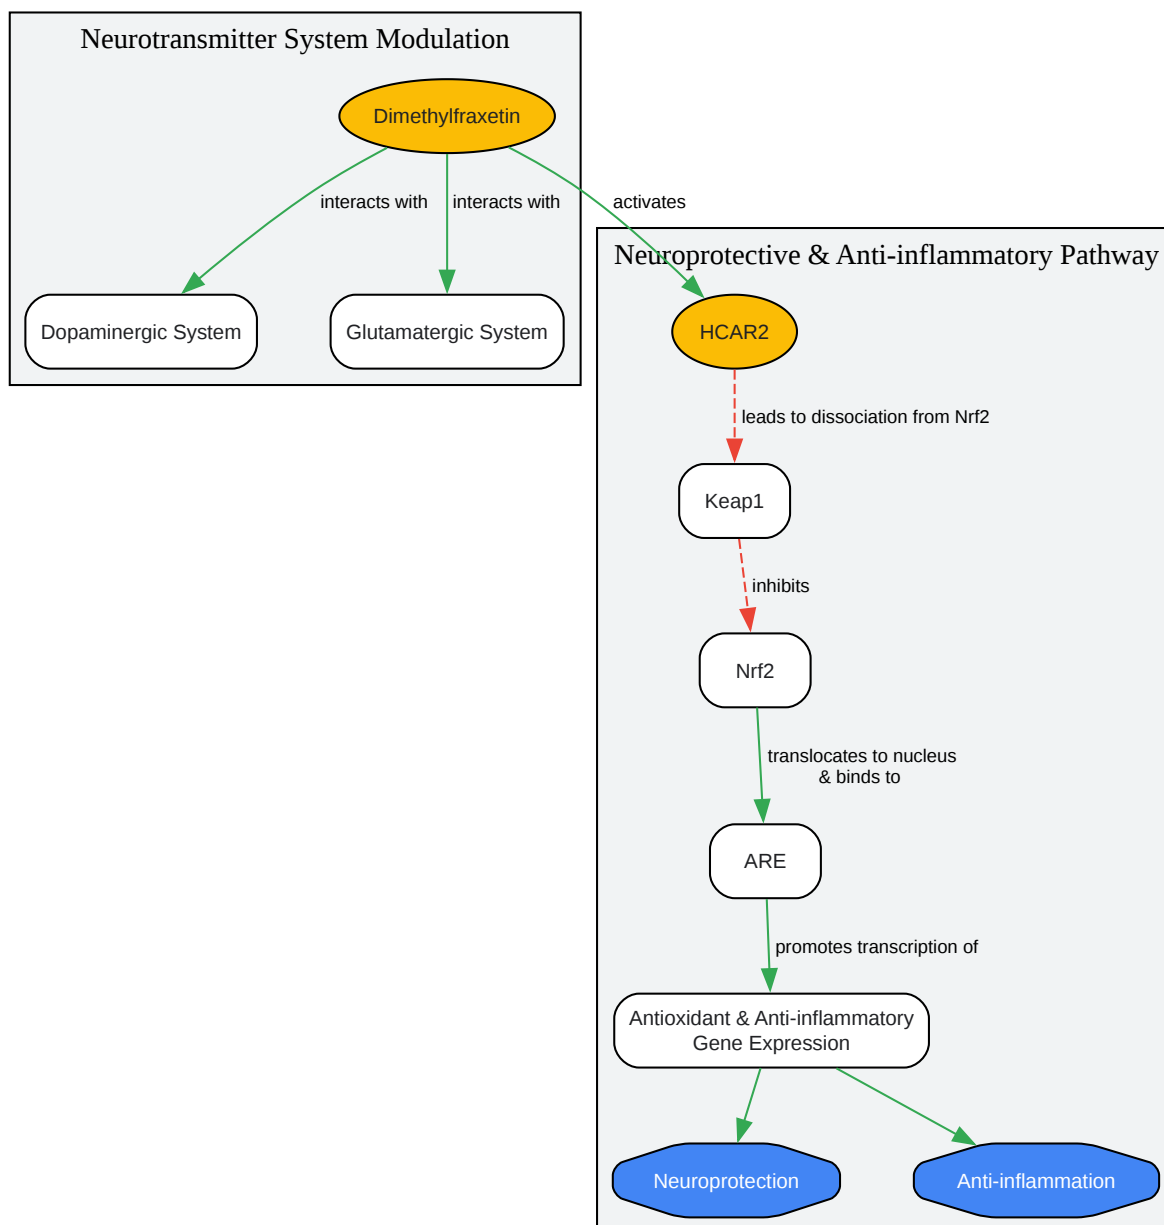 Neurotransmitter System Modulation
Dimethylfraxetin
interacts with
interacts with
activates
Dopaminergic System
Glutamatergic System
Neuroprotective & Anti-inflammatory Pathway
HCAR2
leads to dissociation from Nrf2
Keap1
inhibits
Nrf2
translocates to nucleus
& binds to
ARE
promotes transcription of
Antioxidant & Anti-inflammatory
Gene Expression
Neuroprotection
Anti-inflammation